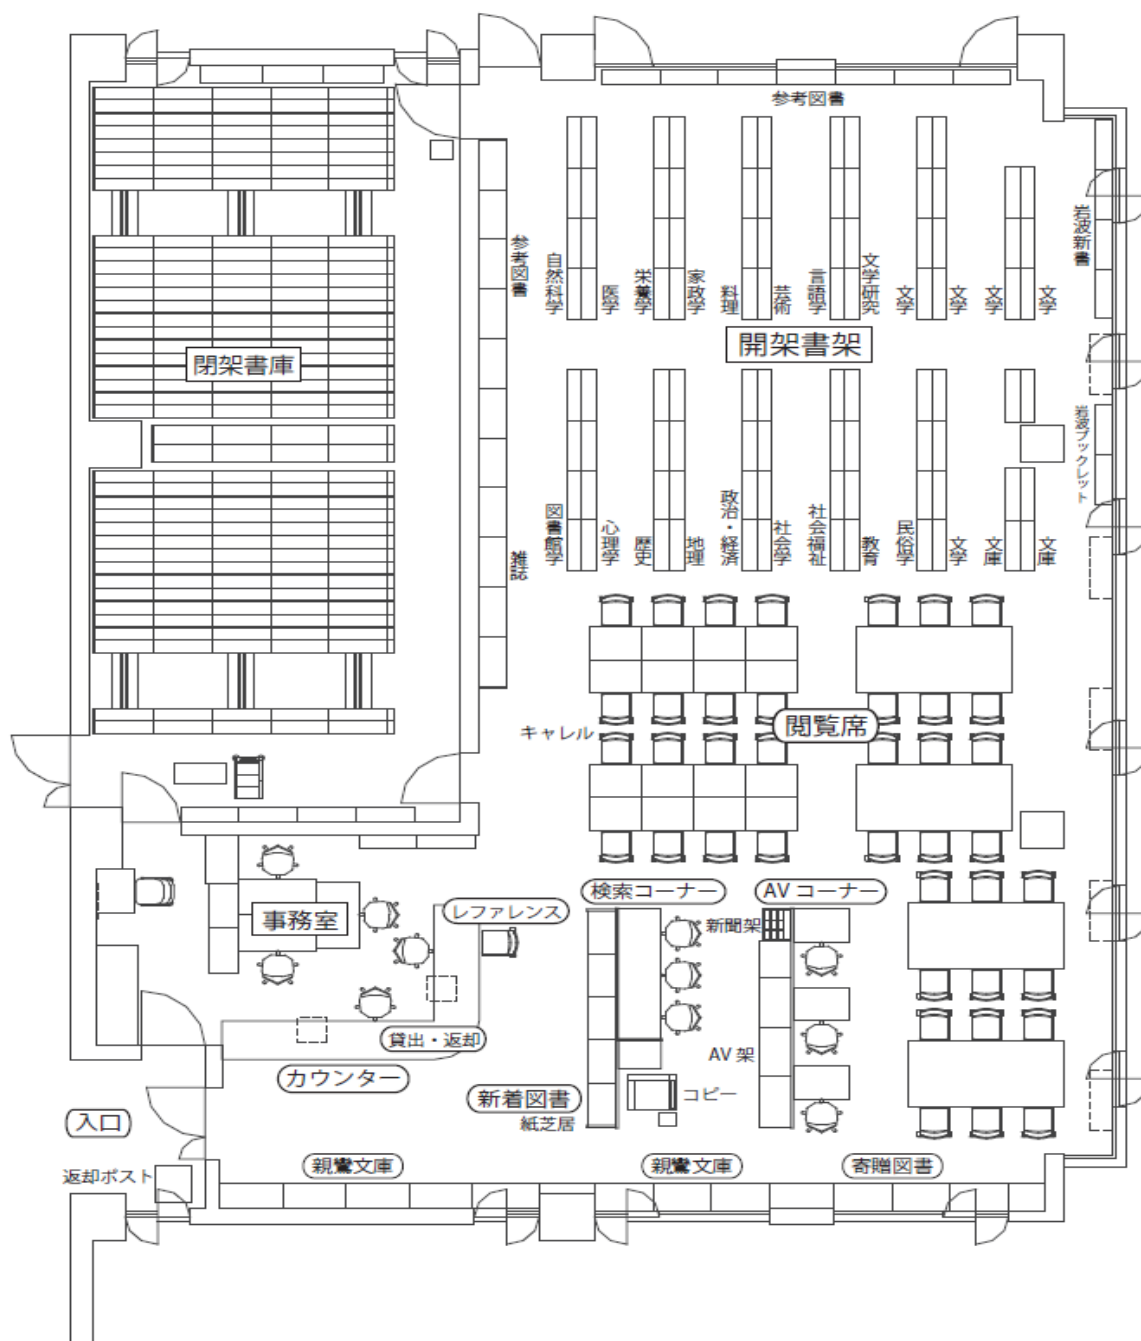 参考図書
参考図書
自然科学
医学
栄養学
家政学
料理
芸術
言語学
文学研究
文学
文学
文学
文学
岩波新書
開架書架
閉架書庫
岩波ブックレット
雑誌
図書館学
心理学
歴史
地理
政治・経済
社会学
社会福祉
教育
民俗学
文学
文庫
文庫
キャレル
閲覧席
検索コーナー
AVコーナー
事務室
レファレンス
新聞架
貸出・返却
AV架
カウンター
新着図書
コピー
紙芝居
入口
返却ポスト
親鸞文庫
親鸞文庫
寄贈図書